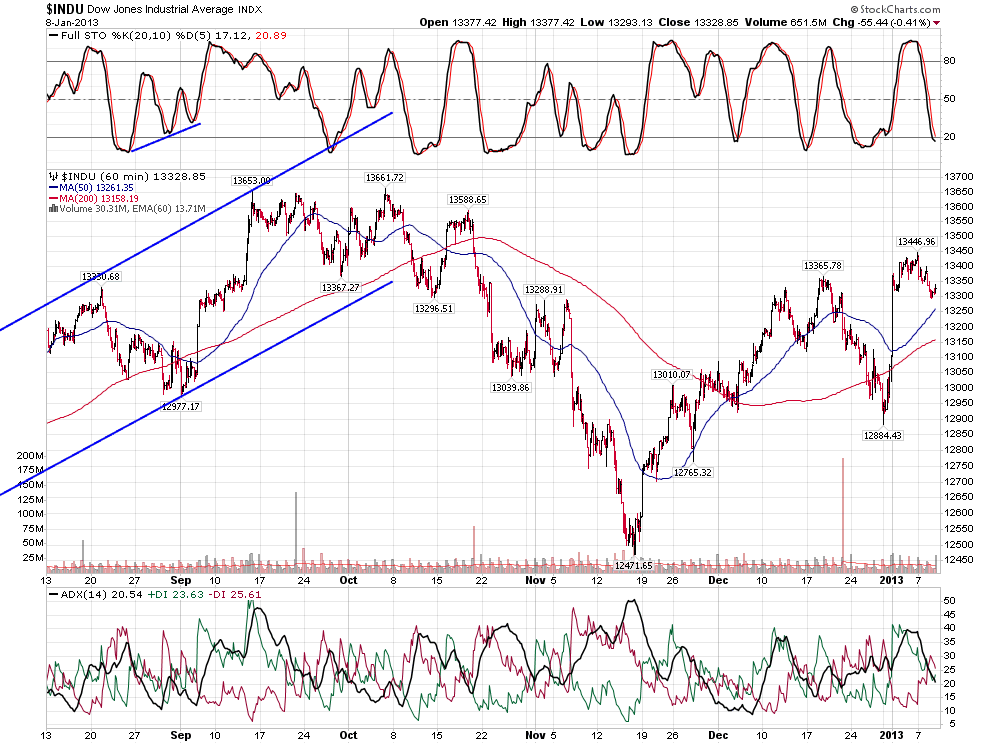 $INDU Dow Jones Industrial Average INDX
© StockCharts.com
8-Jan-2013
Open 13377.42 High 13377.42 Low 13293.13 Close 13328.85 Volume 651.5M Chg -55.44 (-0.41%)
Full STO %K(20,10) %D(5) 17.12, 20.89
80
50
20
$INDU (60 min) 13328.85
MA(50) 13261.35
MA(200) 13158.19
Volume 30.31M, EMA(60) 13.71M
13330.68
12977.17
13653.00
13367.27
13661.72
13296.51
13588.65
13039.86
13288.91
12471.65
13010.07
12765.32
13365.78
12884.43
13446.96
13700
13650
13600
13550
13500
13450
13400
13350
13300
13250
13200
13150
13100
13050
13000
12950
12900
12850
12800
12750
12700
12650
12600
12550
12500
12450
200M
175M
150M
125M
100M
75M
50M
25M
13 20 27 Sep 10 17 24 Oct 8 15 22 Nov 5 12 19 26 Dec 10 17 24 2013 7
ADX(14) 20.54 +DI 23.63 -DI 25.61
50
45
40
35
30
25
20
15
10
5
13 20 27 Sep 10 17 24 Oct 8 15 22 Nov 5 12 19 26 Dec 10 17 24 2013 7